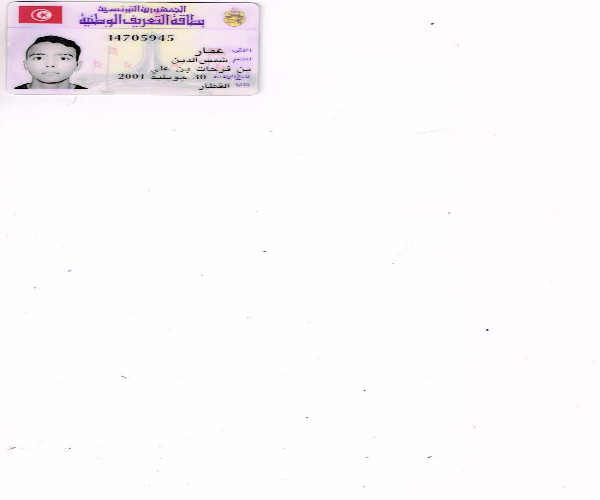 الجمهورية التونسية
بطاقة التعريف الوطنية
14705945
اللقب عمار
الاسم شمس الدين
بن فرحات بن علي
تاريخ الولادة 30 جويلية 2001
مكانها القطار